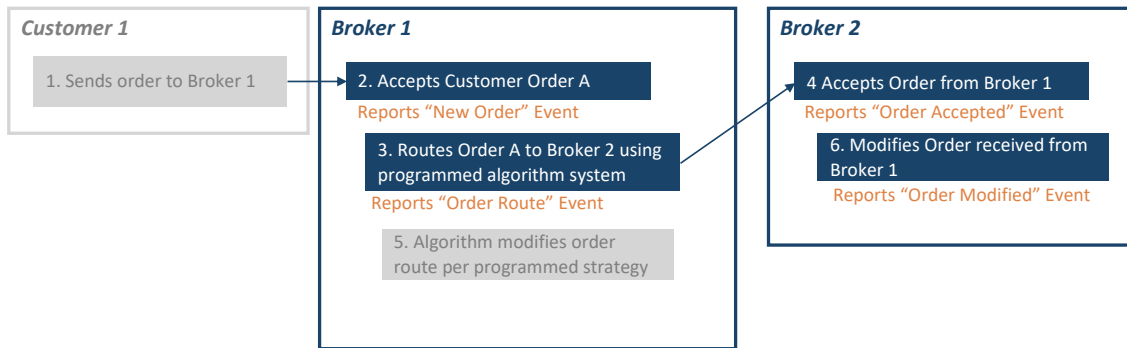 Customer 1
1. Sends order to Broker 1
Broker 1
2. Accepts Customer Order A
Reports “New Order” Event
3. Routes Order A to Broker 2 using
programmed algorithm system
Reports “Order Route” Event
5. Algorithm modifies order
route per programmed strategy
Broker 2
4 Accepts Order from Broker 1
Reports “Order Accepted” Event
6. Modifies Order received from
Broker 1
Reports “Order Modified” Event